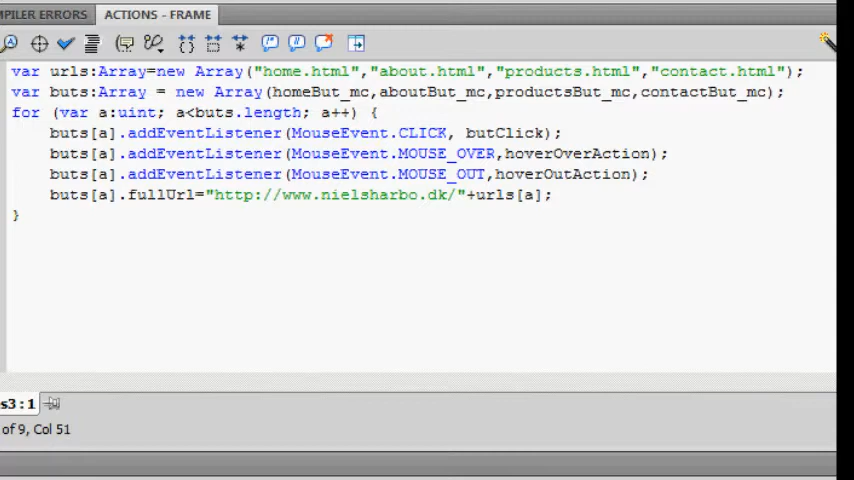 PILER ERRORS ACTIONS - FRAME
var urls:Array=new Array("home.html","about.html","products.html","contact.html");
var buts:Array = new Array(homeBut_mc,aboutBut_mc,productsBut_mc,contactBut_mc);
for (var a:uint; a<buts.length; a++) {
buts[a].addEventListener(MouseEvent.CLICK, butClick);
buts[a].addEventListener(MouseEvent.MOUSE_OVER,hoverOverAction);
buts[a].addEventListener(MouseEvent.MOUSE_OUT,hoverOutAction);
buts[a].fullUrl="http://www.nielsharbo.dk/"+urls[a];
}
s3:1
of 9, Col 51